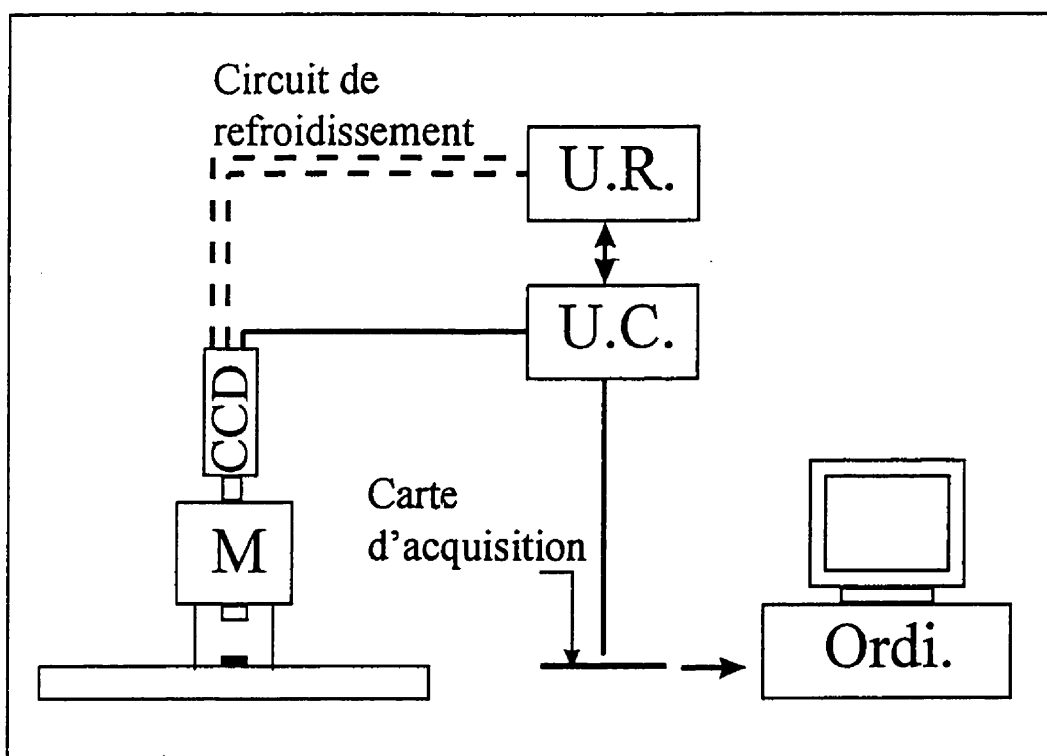 Circuit de
refroidissement
U.R.
U.C.
CCD
Carte
d'acquisition
M
Ordi.